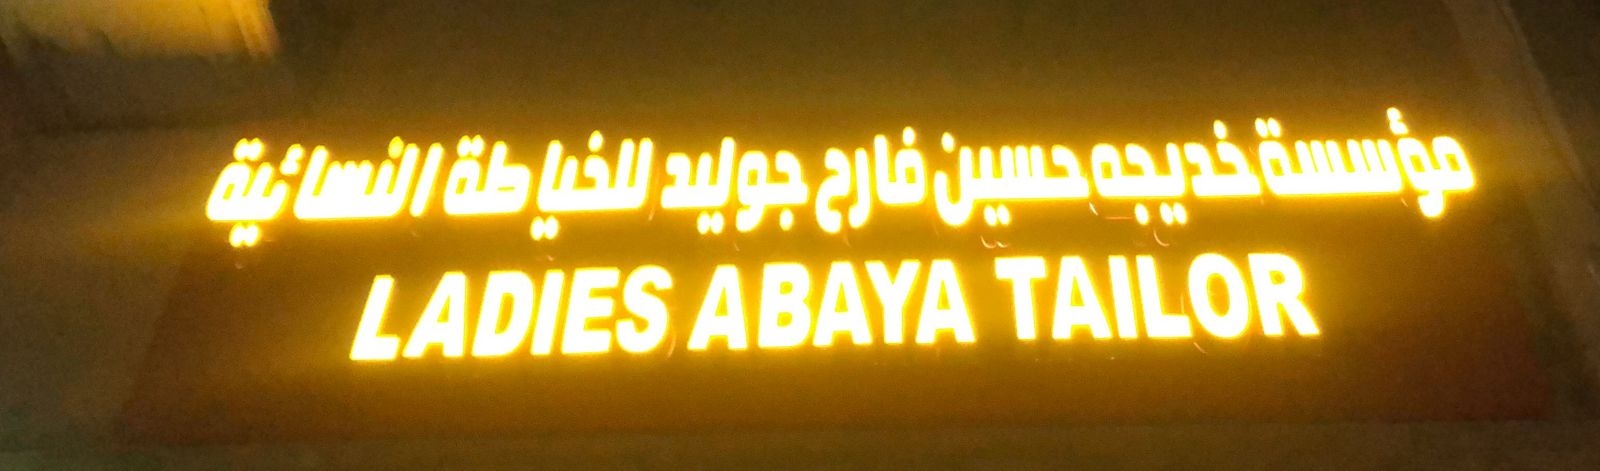 مؤسسة خديجه حسين فارح جوليد للخياطة النسائية
LADIES ABAYA TAILOR